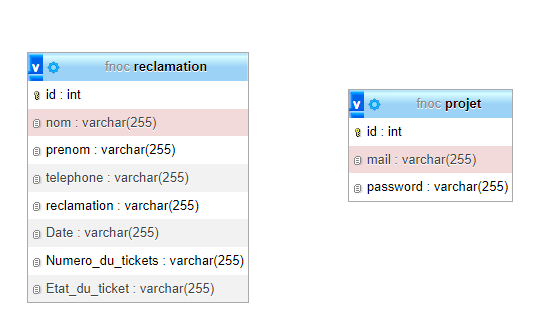 v fnoc reclamation
id : int
nom : varchar(255)
prenom : varchar(255)
telephone : varchar(255)
reclamation : varchar(255)
Date : varchar(255)
Numero_du_tickets : varchar(255)
Etat_du_ticket : varchar(255)
v fnoc projet
id : int
mail : varchar(255)
password : varchar(255)